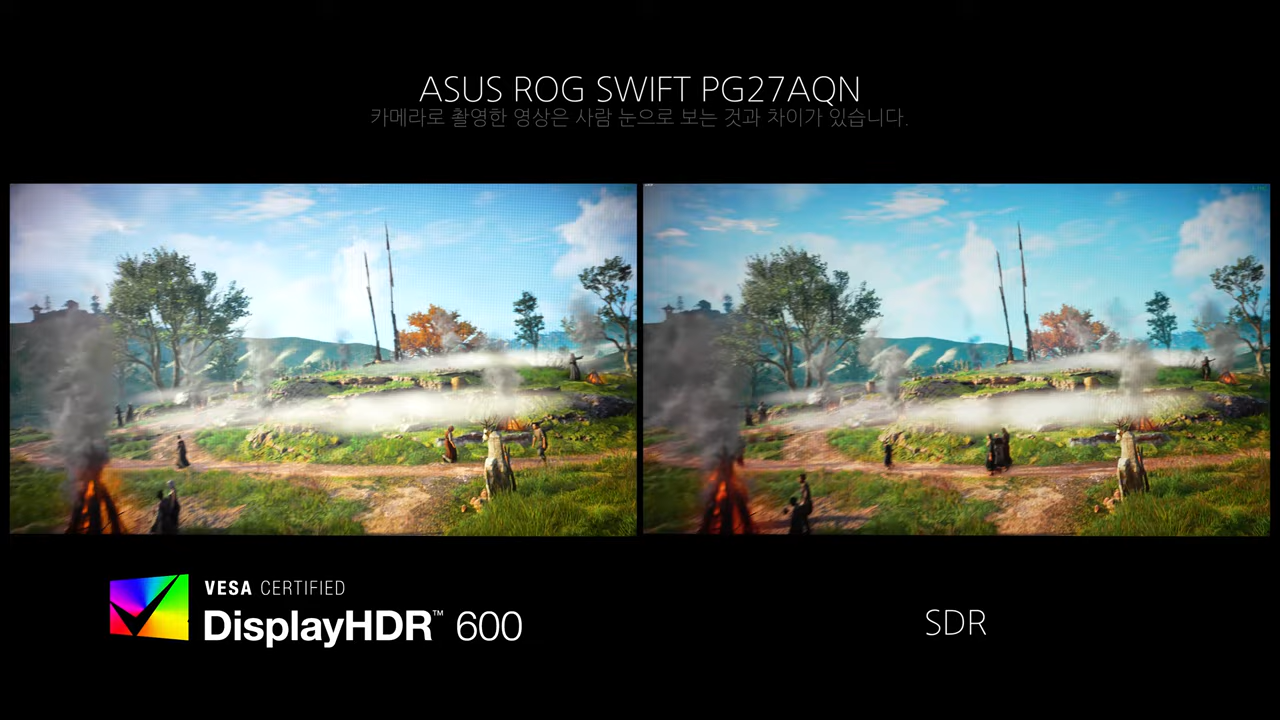 ASUS ROG SWIFT PG27AQN
카메라로 촬영한 영상은 사람 눈으로 보는 것과 차이가 있습니다.
VESA CERTIFIED
DisplayHDR™ 600
SDR